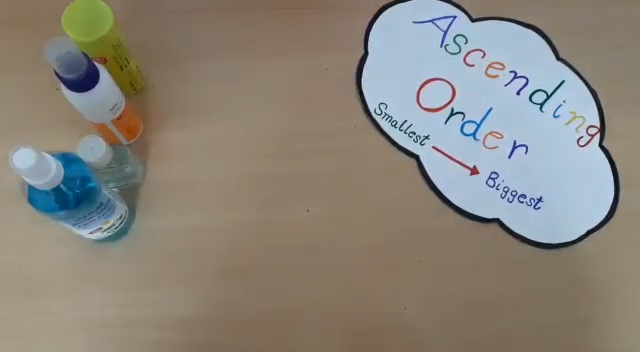 Ascending
Order
Smallest → Biggest